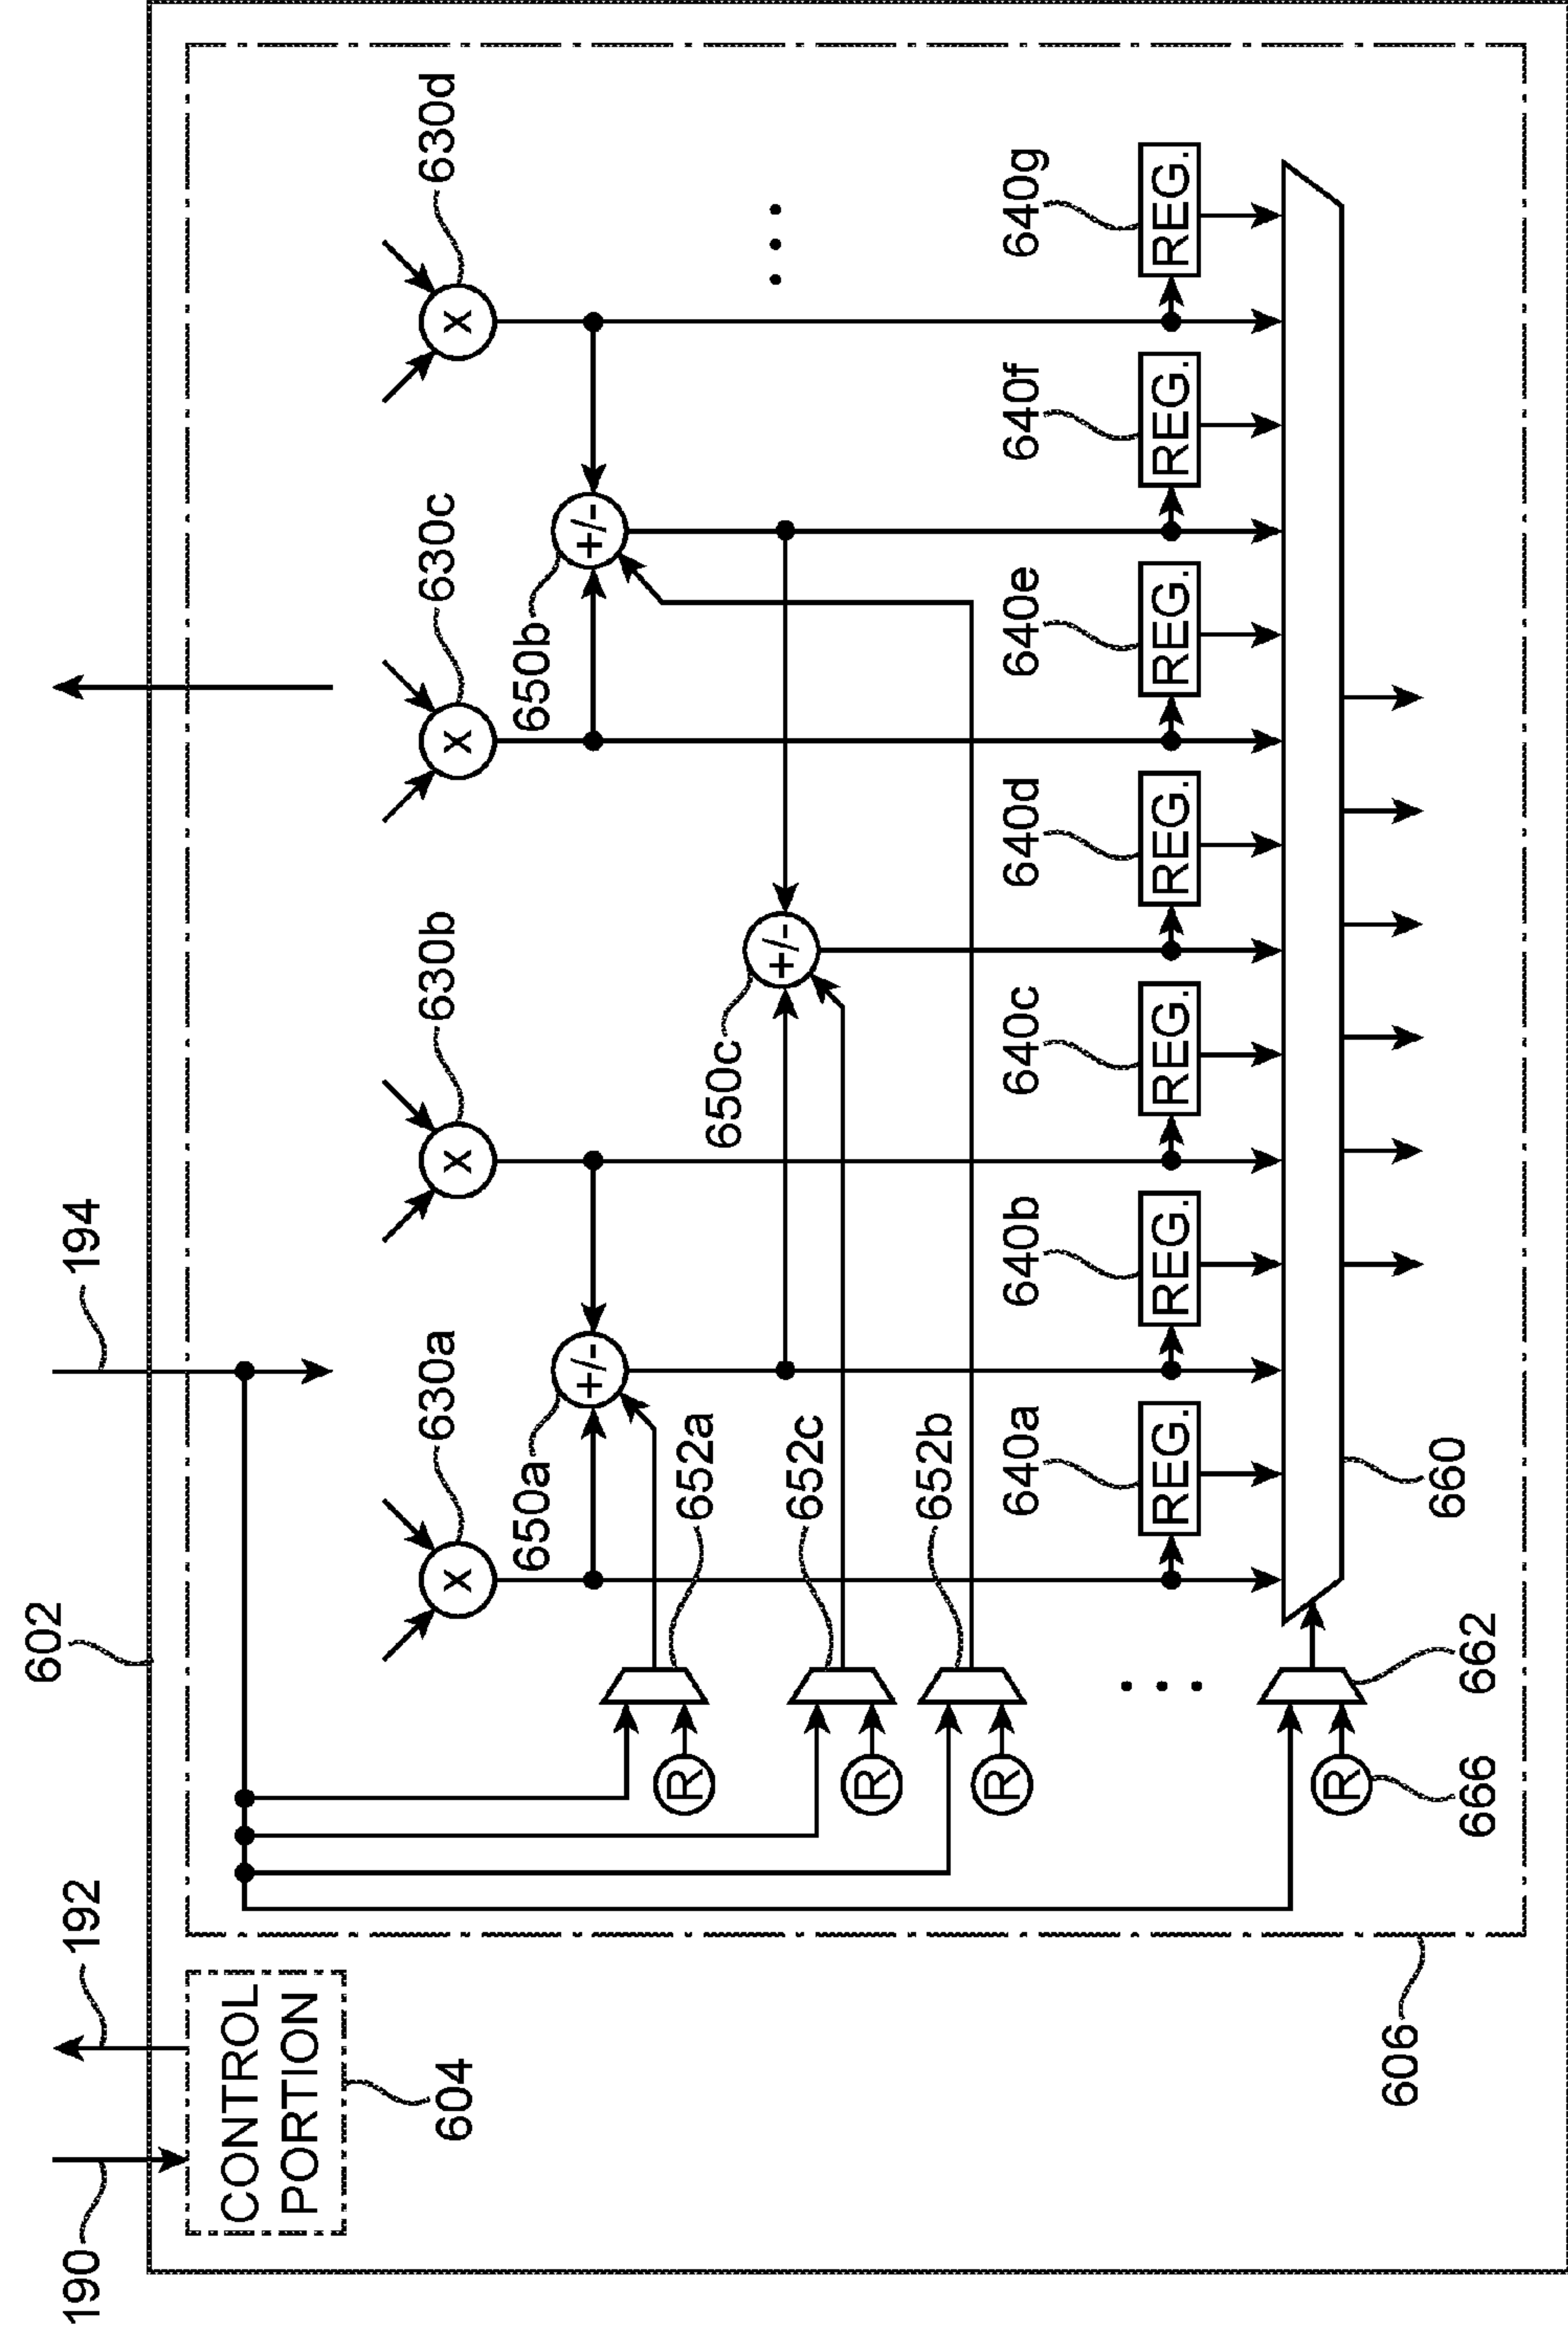 190
192
602
194
CONTROL
PORTION
604
606
630a
630b
630c
630d
X
X
X
X
650a
650b
+/-
+/-
650c
+/-
652a
652c
652b
R
R
R
R
. . .
. . .
640a
640b
640c
640d
640e
640f
640g
REG.
REG.
REG.
REG.
REG.
REG.
REG.
666
662
660